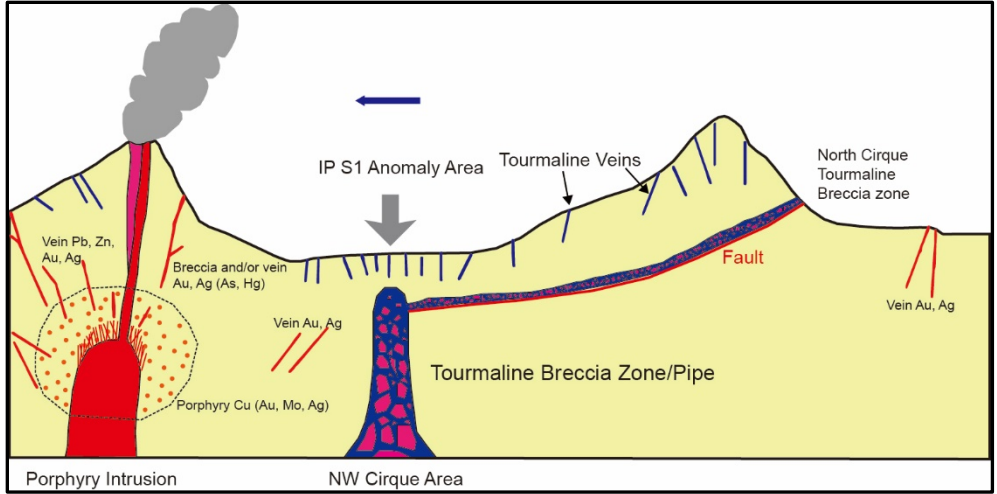 IP S1 Anomaly Area
Tourmaline Veins
North Cirque
Tourmaline
Breccia zone
Vein Pb, Zn,
Au, Ag
Breccia and/or vein
Au, Ag (As, Hg)
Fault
Vein Au, Ag
Vein Au, Ag
Tourmaline Breccia Zone/Pipe
Porphyry Cu (Au, Mo, Ag)
Porphyry Intrusion
NW Cirque Area